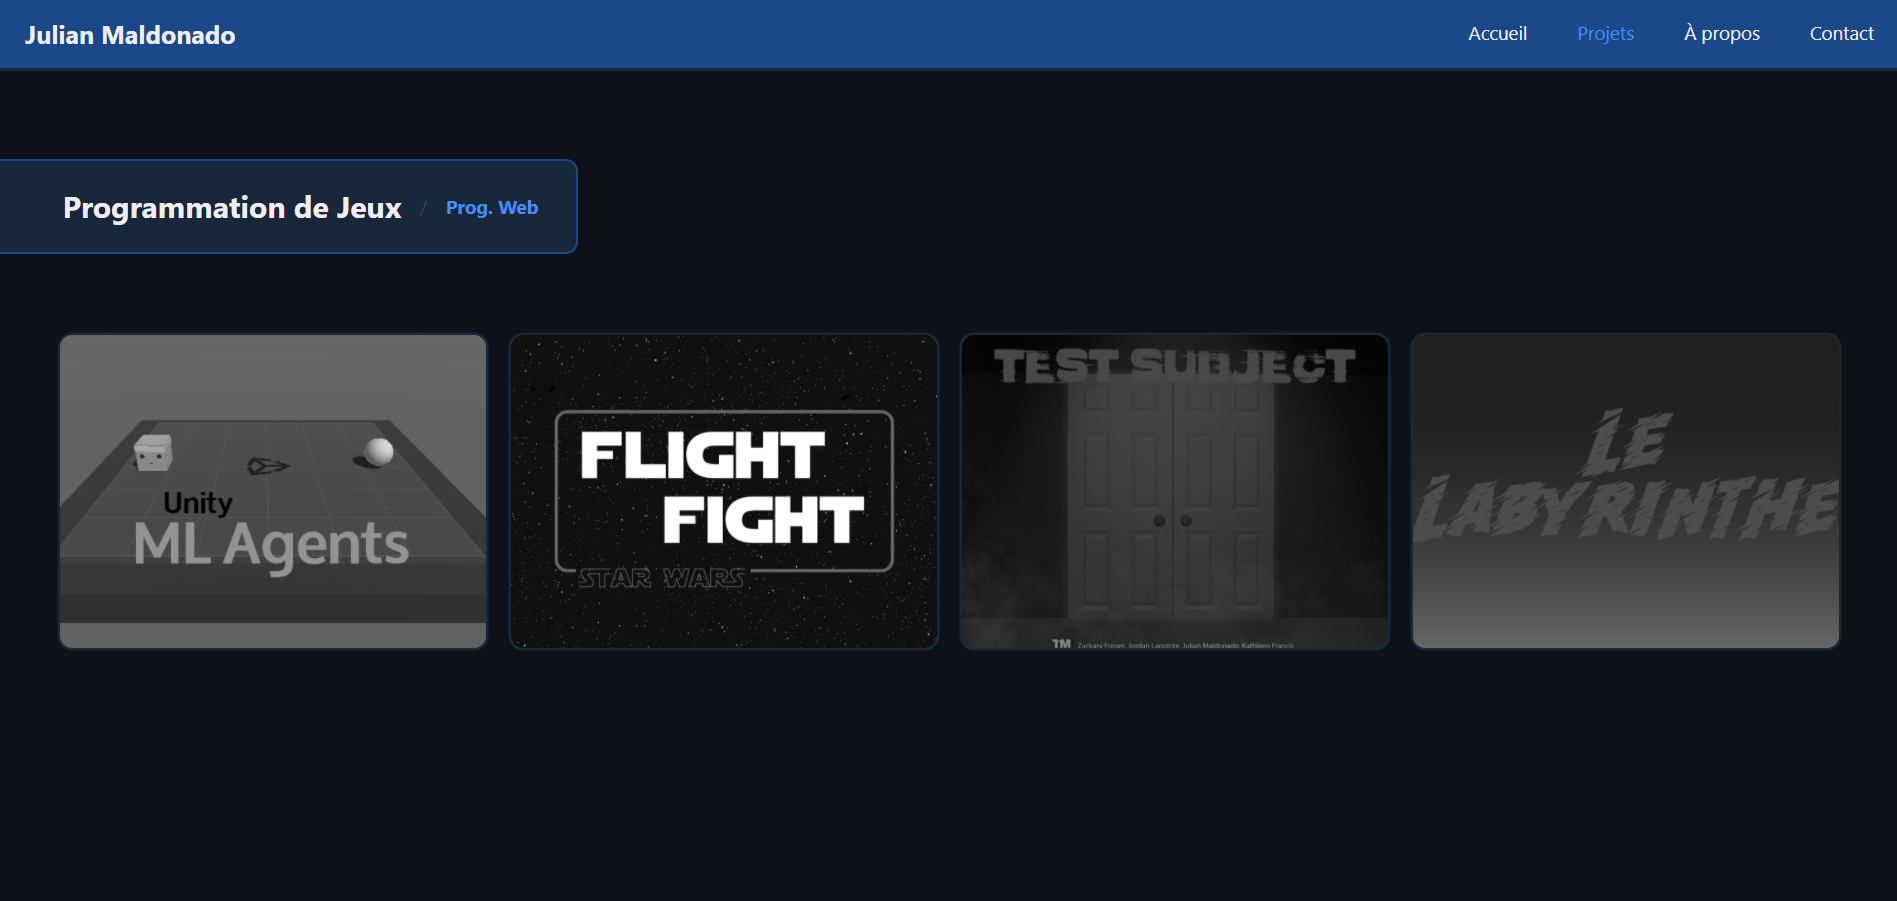 Julian Maldonado
Accueil Projets À propos Contact
Programmation de Jeux / Prog. Web
Unity
ML Agents
FLIGHT
FIGHT
STAR WARS
TEST SUBJECT
TM Zackary Forget, Jordan Lapointe, Julian Maldonado, Kathleen Francis
LE
LABYRINTHE